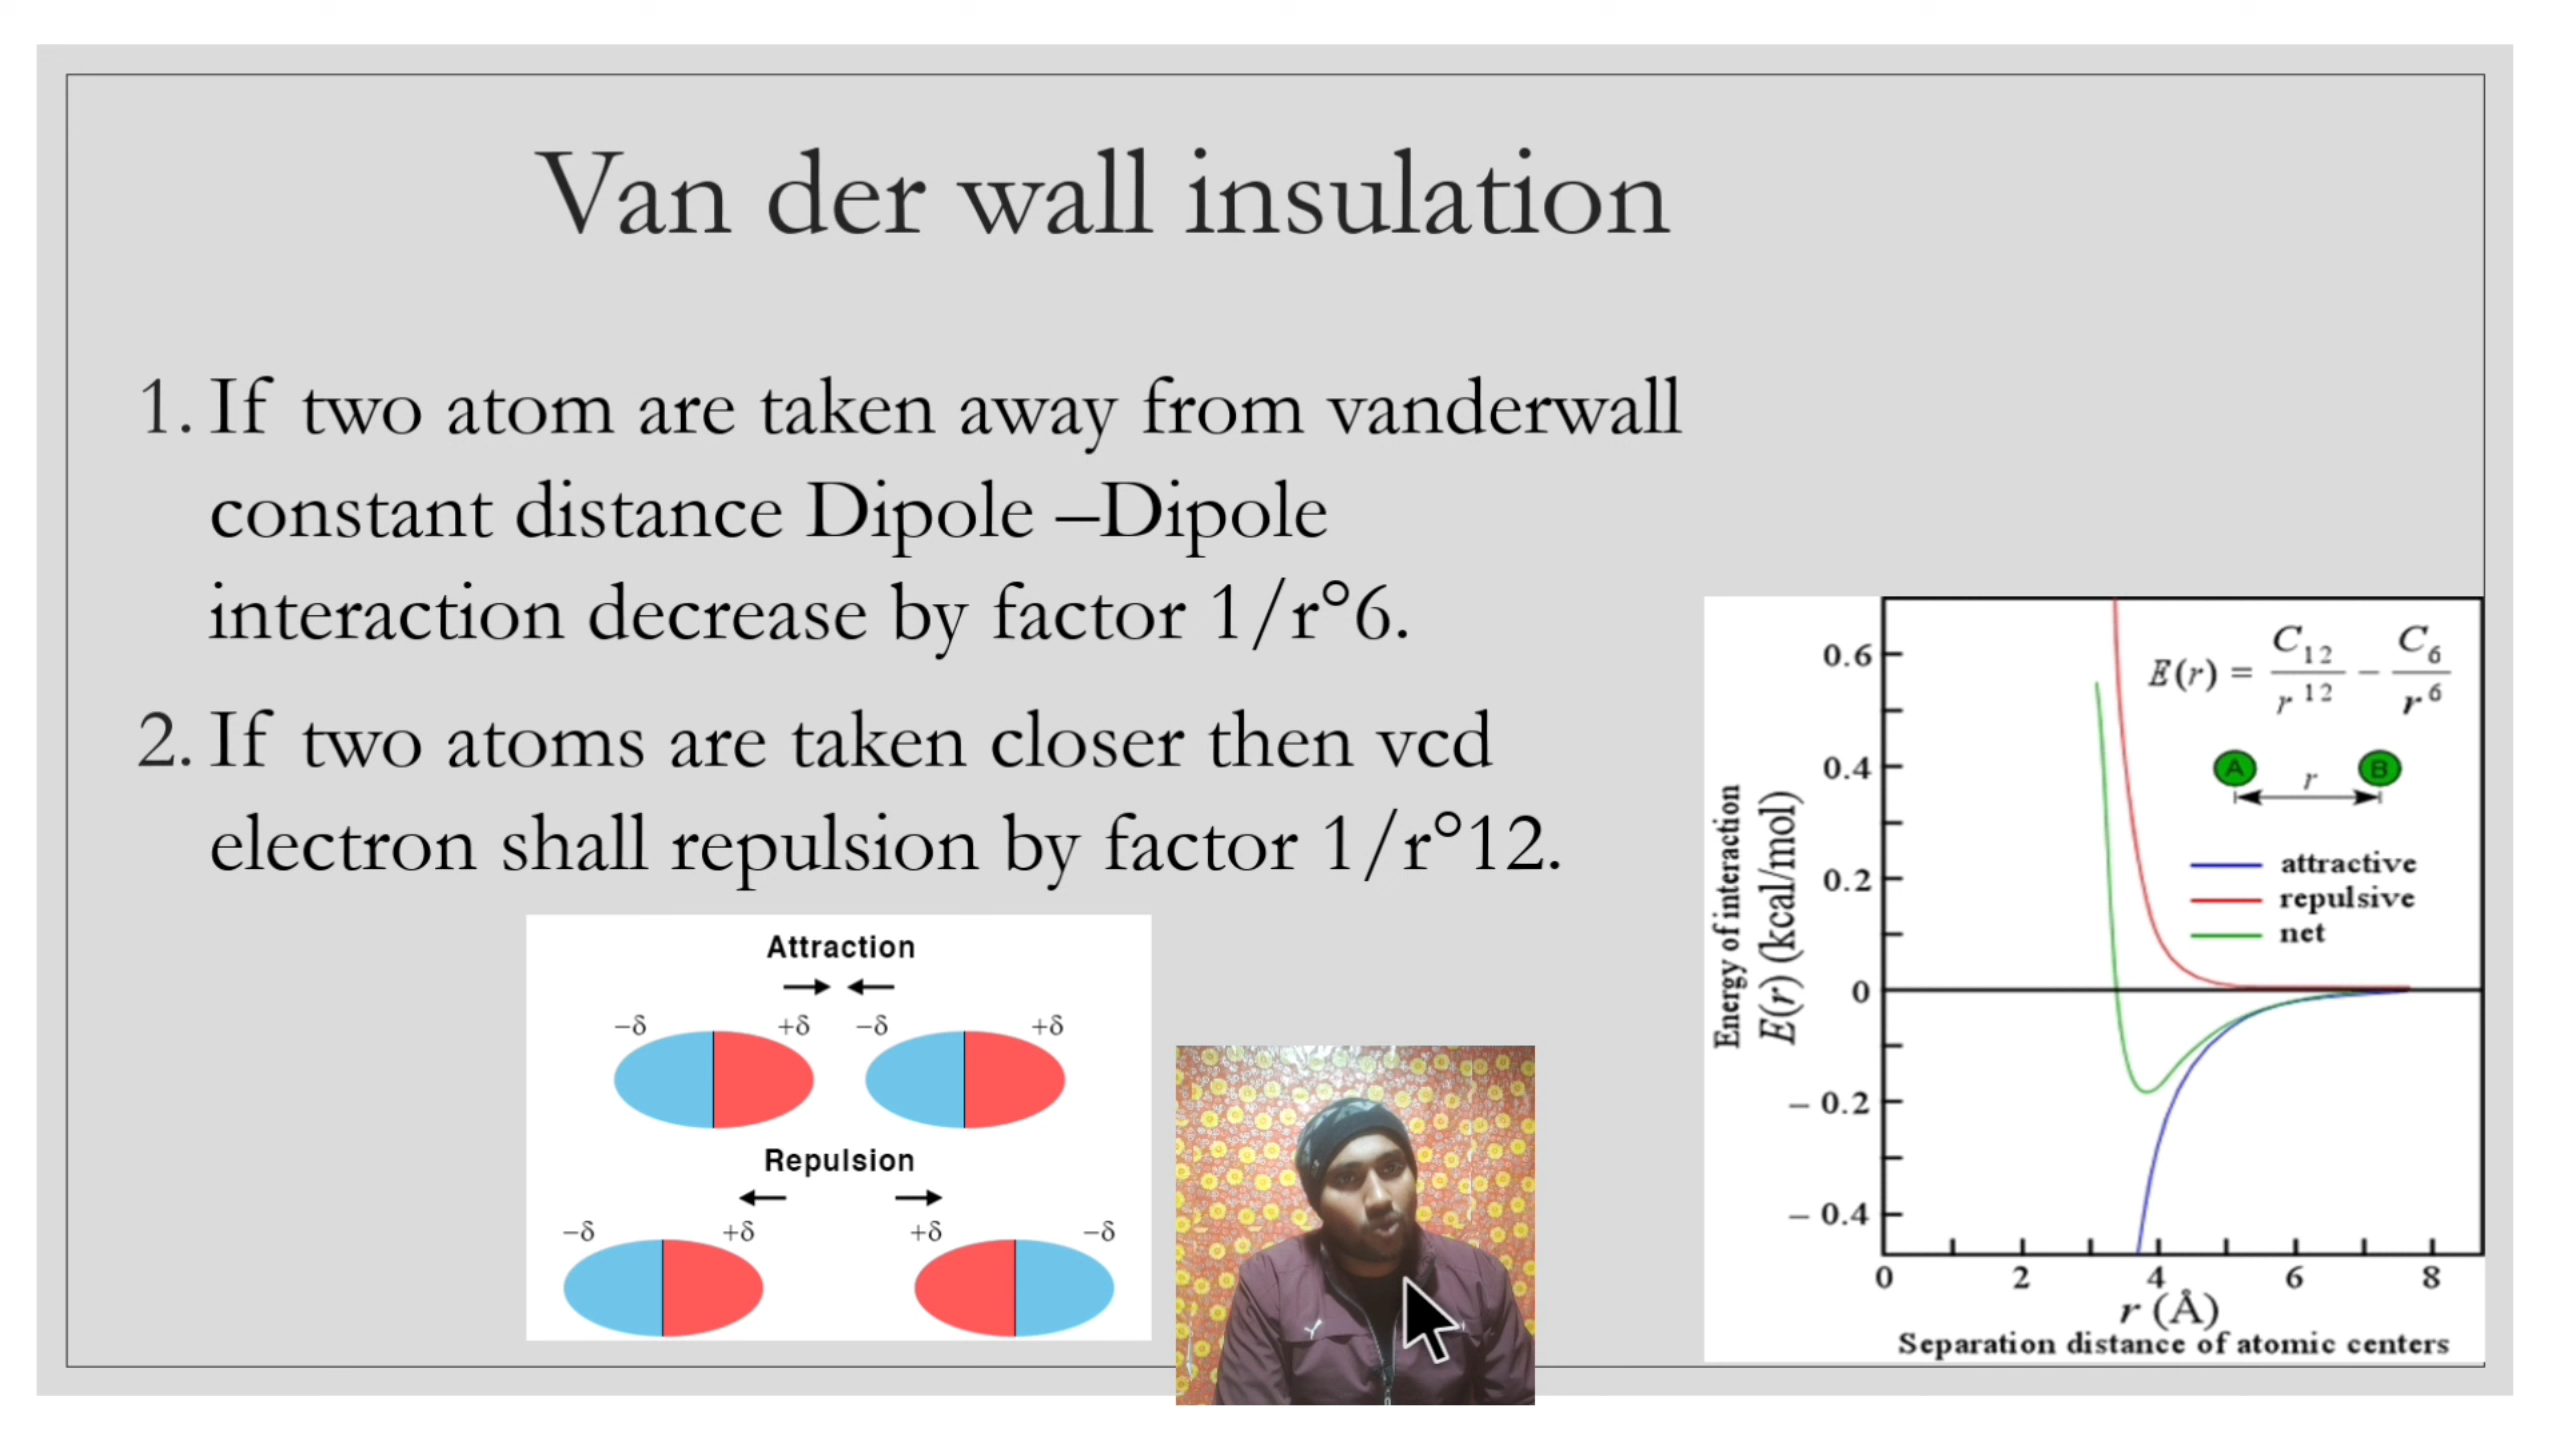 Van der wall insulation
1. If two atom are taken away from vanderwall
constant distance Dipole –Dipole
interaction decrease by factor 1/r°6.
2. If two atoms are taken closer then vcd
electron shall repulsion by factor 1/r°12.
Attraction
−δ +δ −δ +δ
Repulsion
−δ +δ +δ −δ
Energy of interaction
E(r) (kcal/mol)
0.6
0.4
0.2
0
– 0.2
– 0.4
E(r) = C12/r12 − C6/r6
A r B
attractive
repulsive
net
0 2 4 6 8
r (Å)
Separation distance of atomic centers